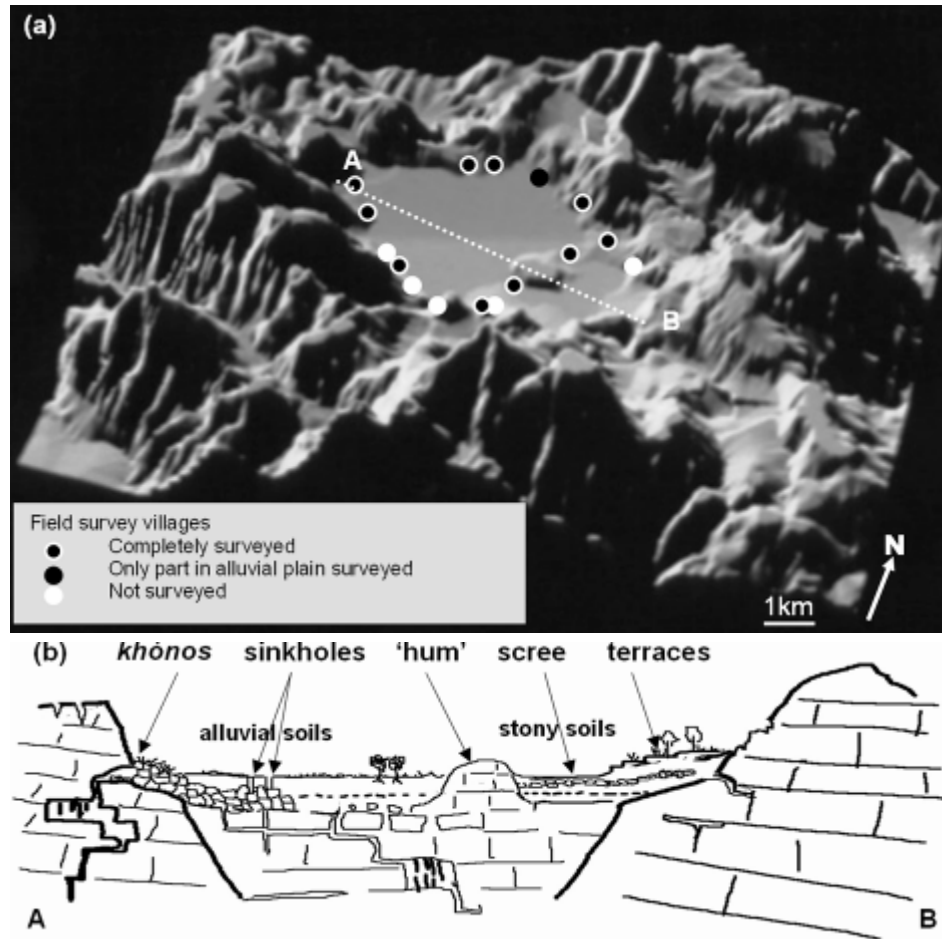 (a)
A
B
Field survey villages
Completely surveyed
Only part in alluvial plain surveyed
Not surveyed
N
1km
(b) khónos sinkholes ‘hum’ scree terraces
alluvial soils stony soils
A B